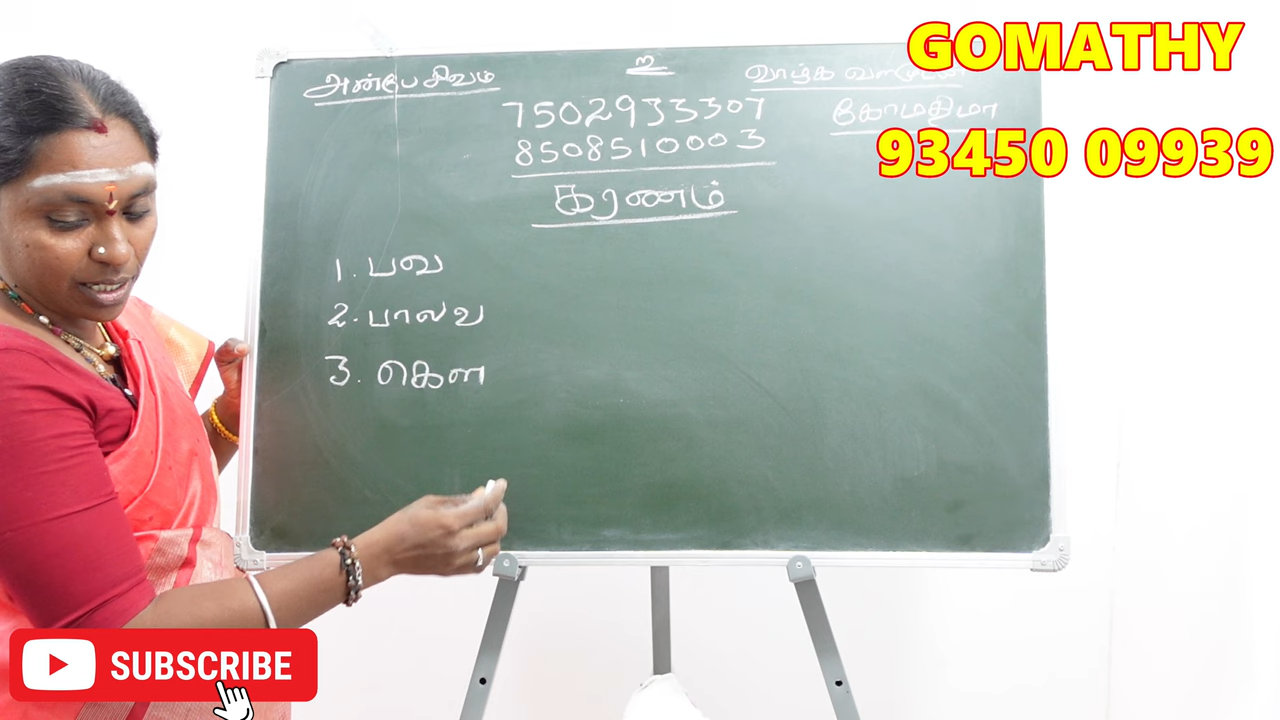 அன்பே சிவம்
உ
வாழ்க வளமுடன்
7502933307
8508510003
கோமதிமா
கரணம்
1. பவ
2. பாலவ
3. கௌ
GOMATHY
93450 09939
SUBSCRIBE